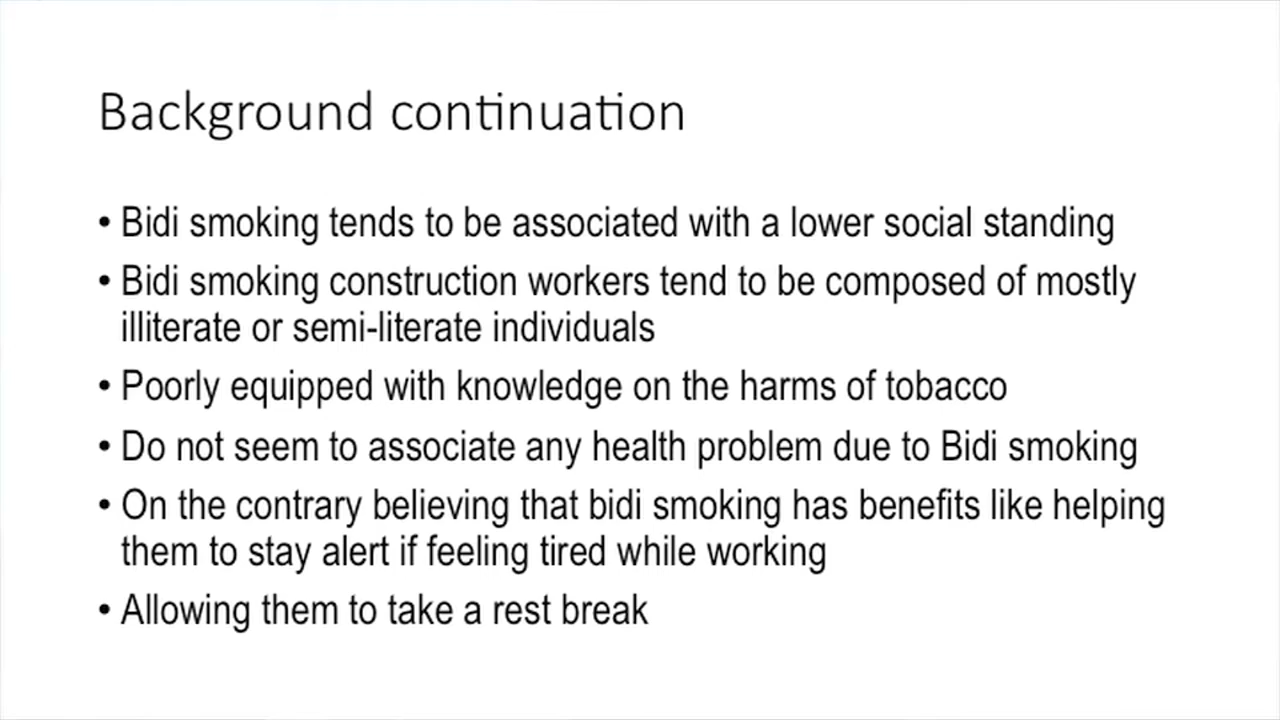 Background continuation
• Bidi smoking tends to be associated with a lower social standing
• Bidi smoking construction workers tend to be composed of mostly
illiterate or semi-literate individuals
• Poorly equipped with knowledge on the harms of tobacco
• Do not seem to associate any health problem due to Bidi smoking
• On the contrary believing that bidi smoking has benefits like helping
them to stay alert if feeling tired while working
• Allowing them to take a rest break